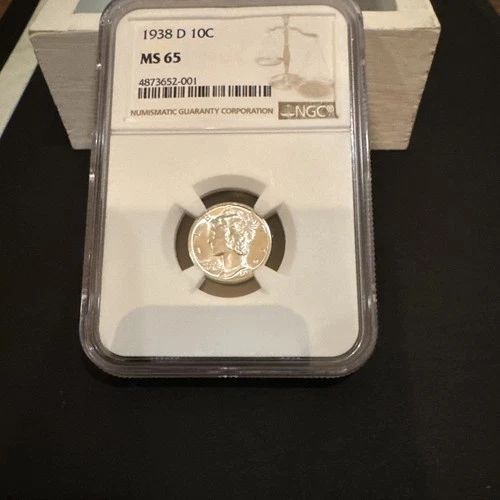 1938 D 10C
MS 65
4873652-001
NUMISMATIC GUARANTY CORPORATION NGC®